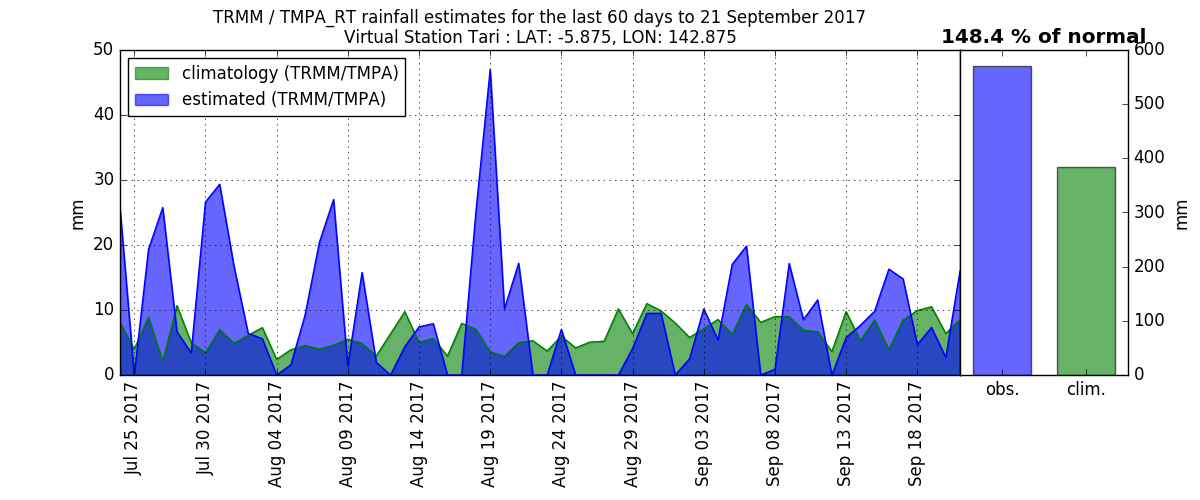 TRMM / TMPA_RT rainfall estimates for the last 60 days to 21 September 2017
Virtual Station Tari : LAT: -5.875, LON: 142.875
148.4 % of normal
climatology (TRMM/TMPA)
estimated (TRMM/TMPA)
mm
50
40
30
20
10
0
Jul 25 2017
Jul 30 2017
Aug 04 2017
Aug 09 2017
Aug 14 2017
Aug 19 2017
Aug 24 2017
Aug 29 2017
Sep 03 2017
Sep 08 2017
Sep 13 2017
Sep 18 2017
obs.
clim.
600
500
400
300
200
100
0
mm